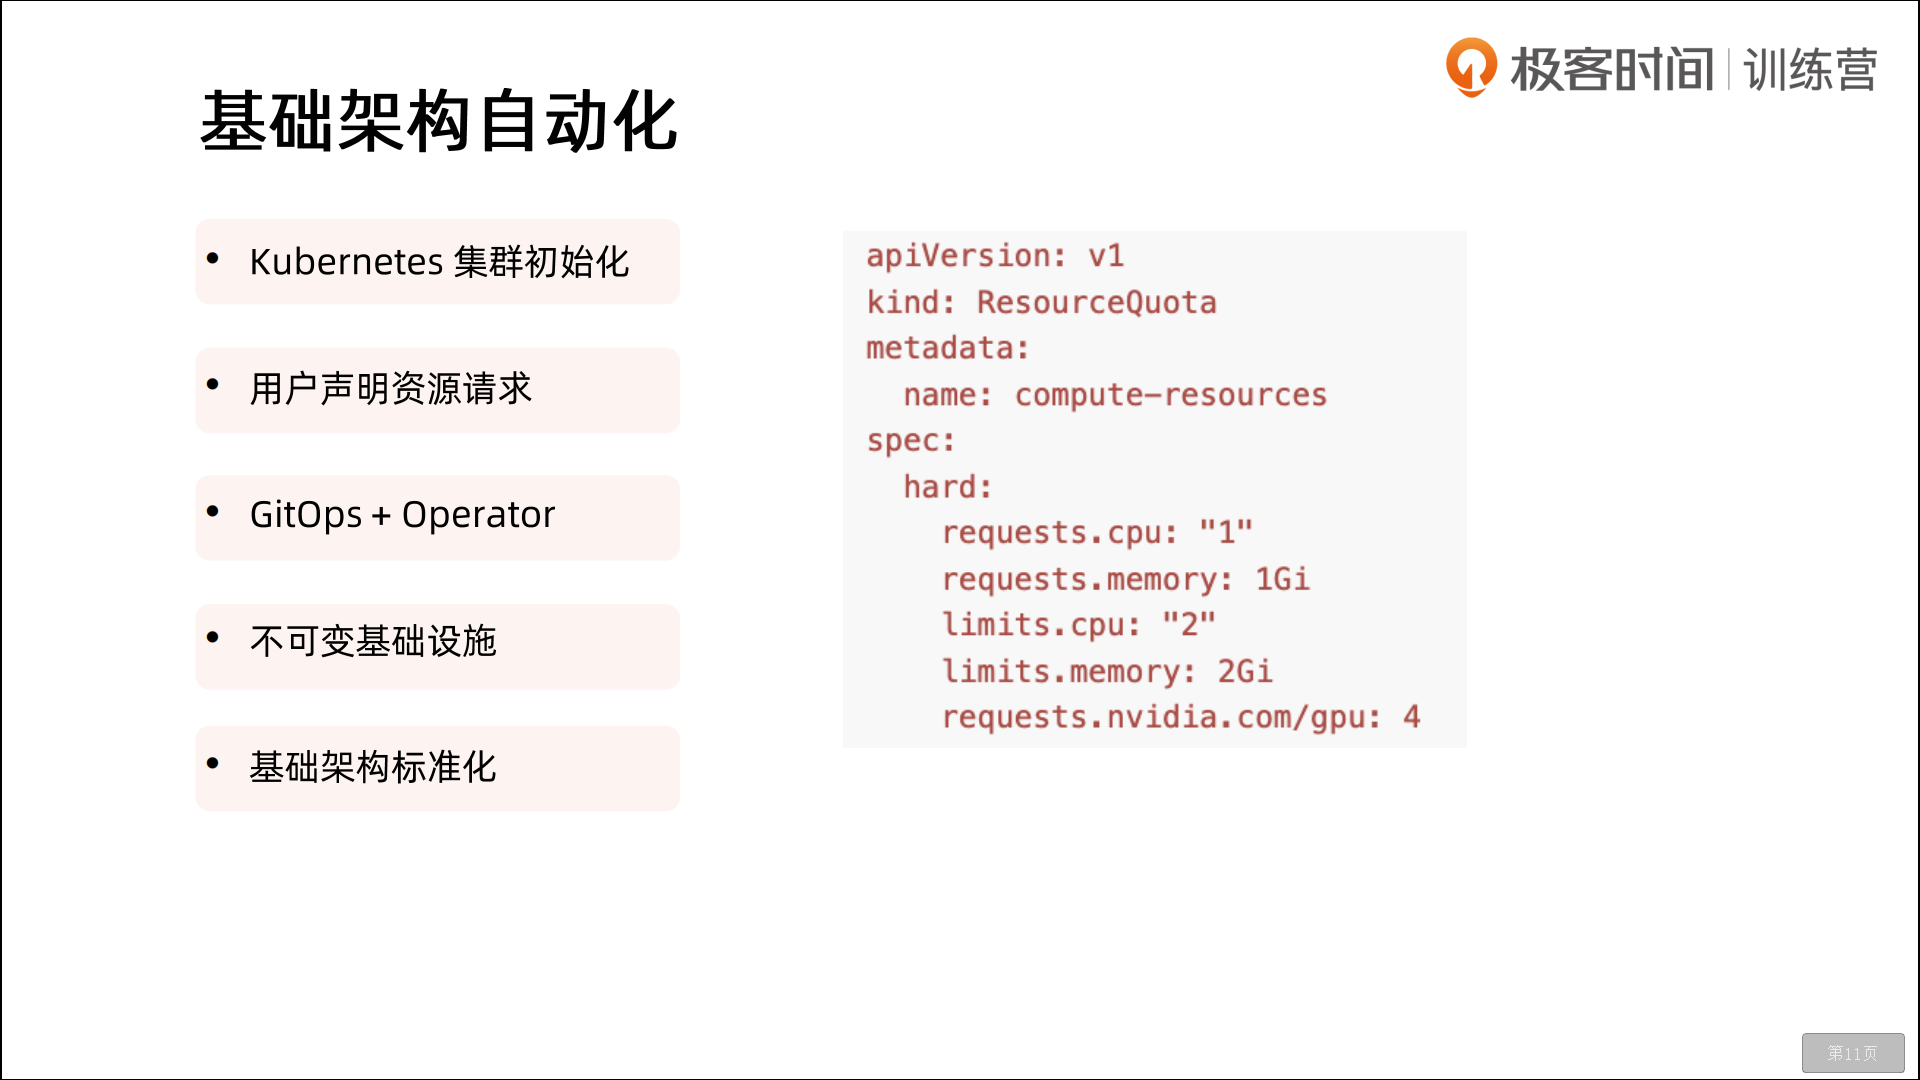 极客时间 | 训练营
基础架构自动化
• Kubernetes 集群初始化
• 用户声明资源请求
• GitOps + Operator
• 不可变基础设施
• 基础架构标准化
apiVersion: v1
kind: ResourceQuota
metadata:
  name: compute-resources
spec:
  hard:
    requests.cpu: "1"
    requests.memory: 1Gi
    limits.cpu: "2"
    limits.memory: 2Gi
    requests.nvidia.com/gpu: 4
第11页